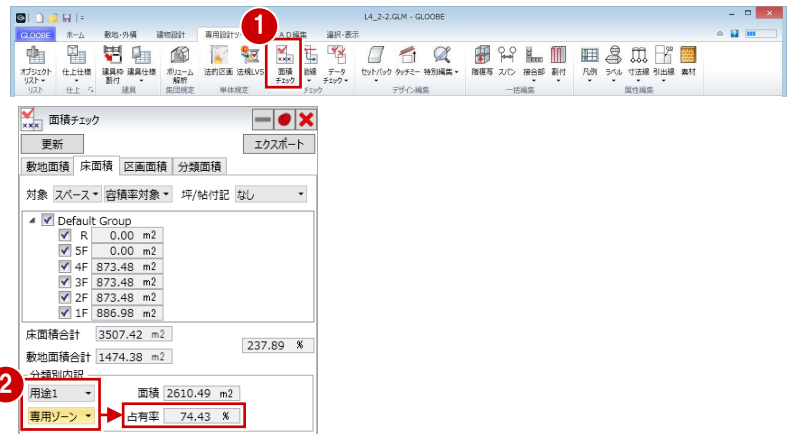 L4_2-2.GLM - GLOOBE
GLOOBE ホーム 敷地・外構 建物設計 専用設計ツ AD編集 選択・表示
1
オブジェクト リスト 仕上仕様 建具枠 割付 建具仕様 ボリューム 解析 法的区画 法規LVS 面積 チェック 動線 データ チェック セットバック タッチミー 特別編集 階複写 スパン 接合部 割付 凡例 ラベル 寸法線 引出線 素材
リスト 仕上 建具 集団規定 単体規定 チェック デザイン編集 一括編集 属性編集
面積チェック
更新 エクスポート
敷地面積 床面積 区画面積 分類面積
対象 スペース 容積率対象 坪/帖付記 なし
Default Group
R 0.00 m2
5F 0.00 m2
4F 873.48 m2
3F 873.48 m2
2F 873.48 m2
1F 886.98 m2
床面積合計 3507.42 m2
237.89 %
敷地面積合計 1474.38 m2
分類別内訳
2
用途1 面積 2610.49 m2
専用ゾーン 占有率 74.43 %